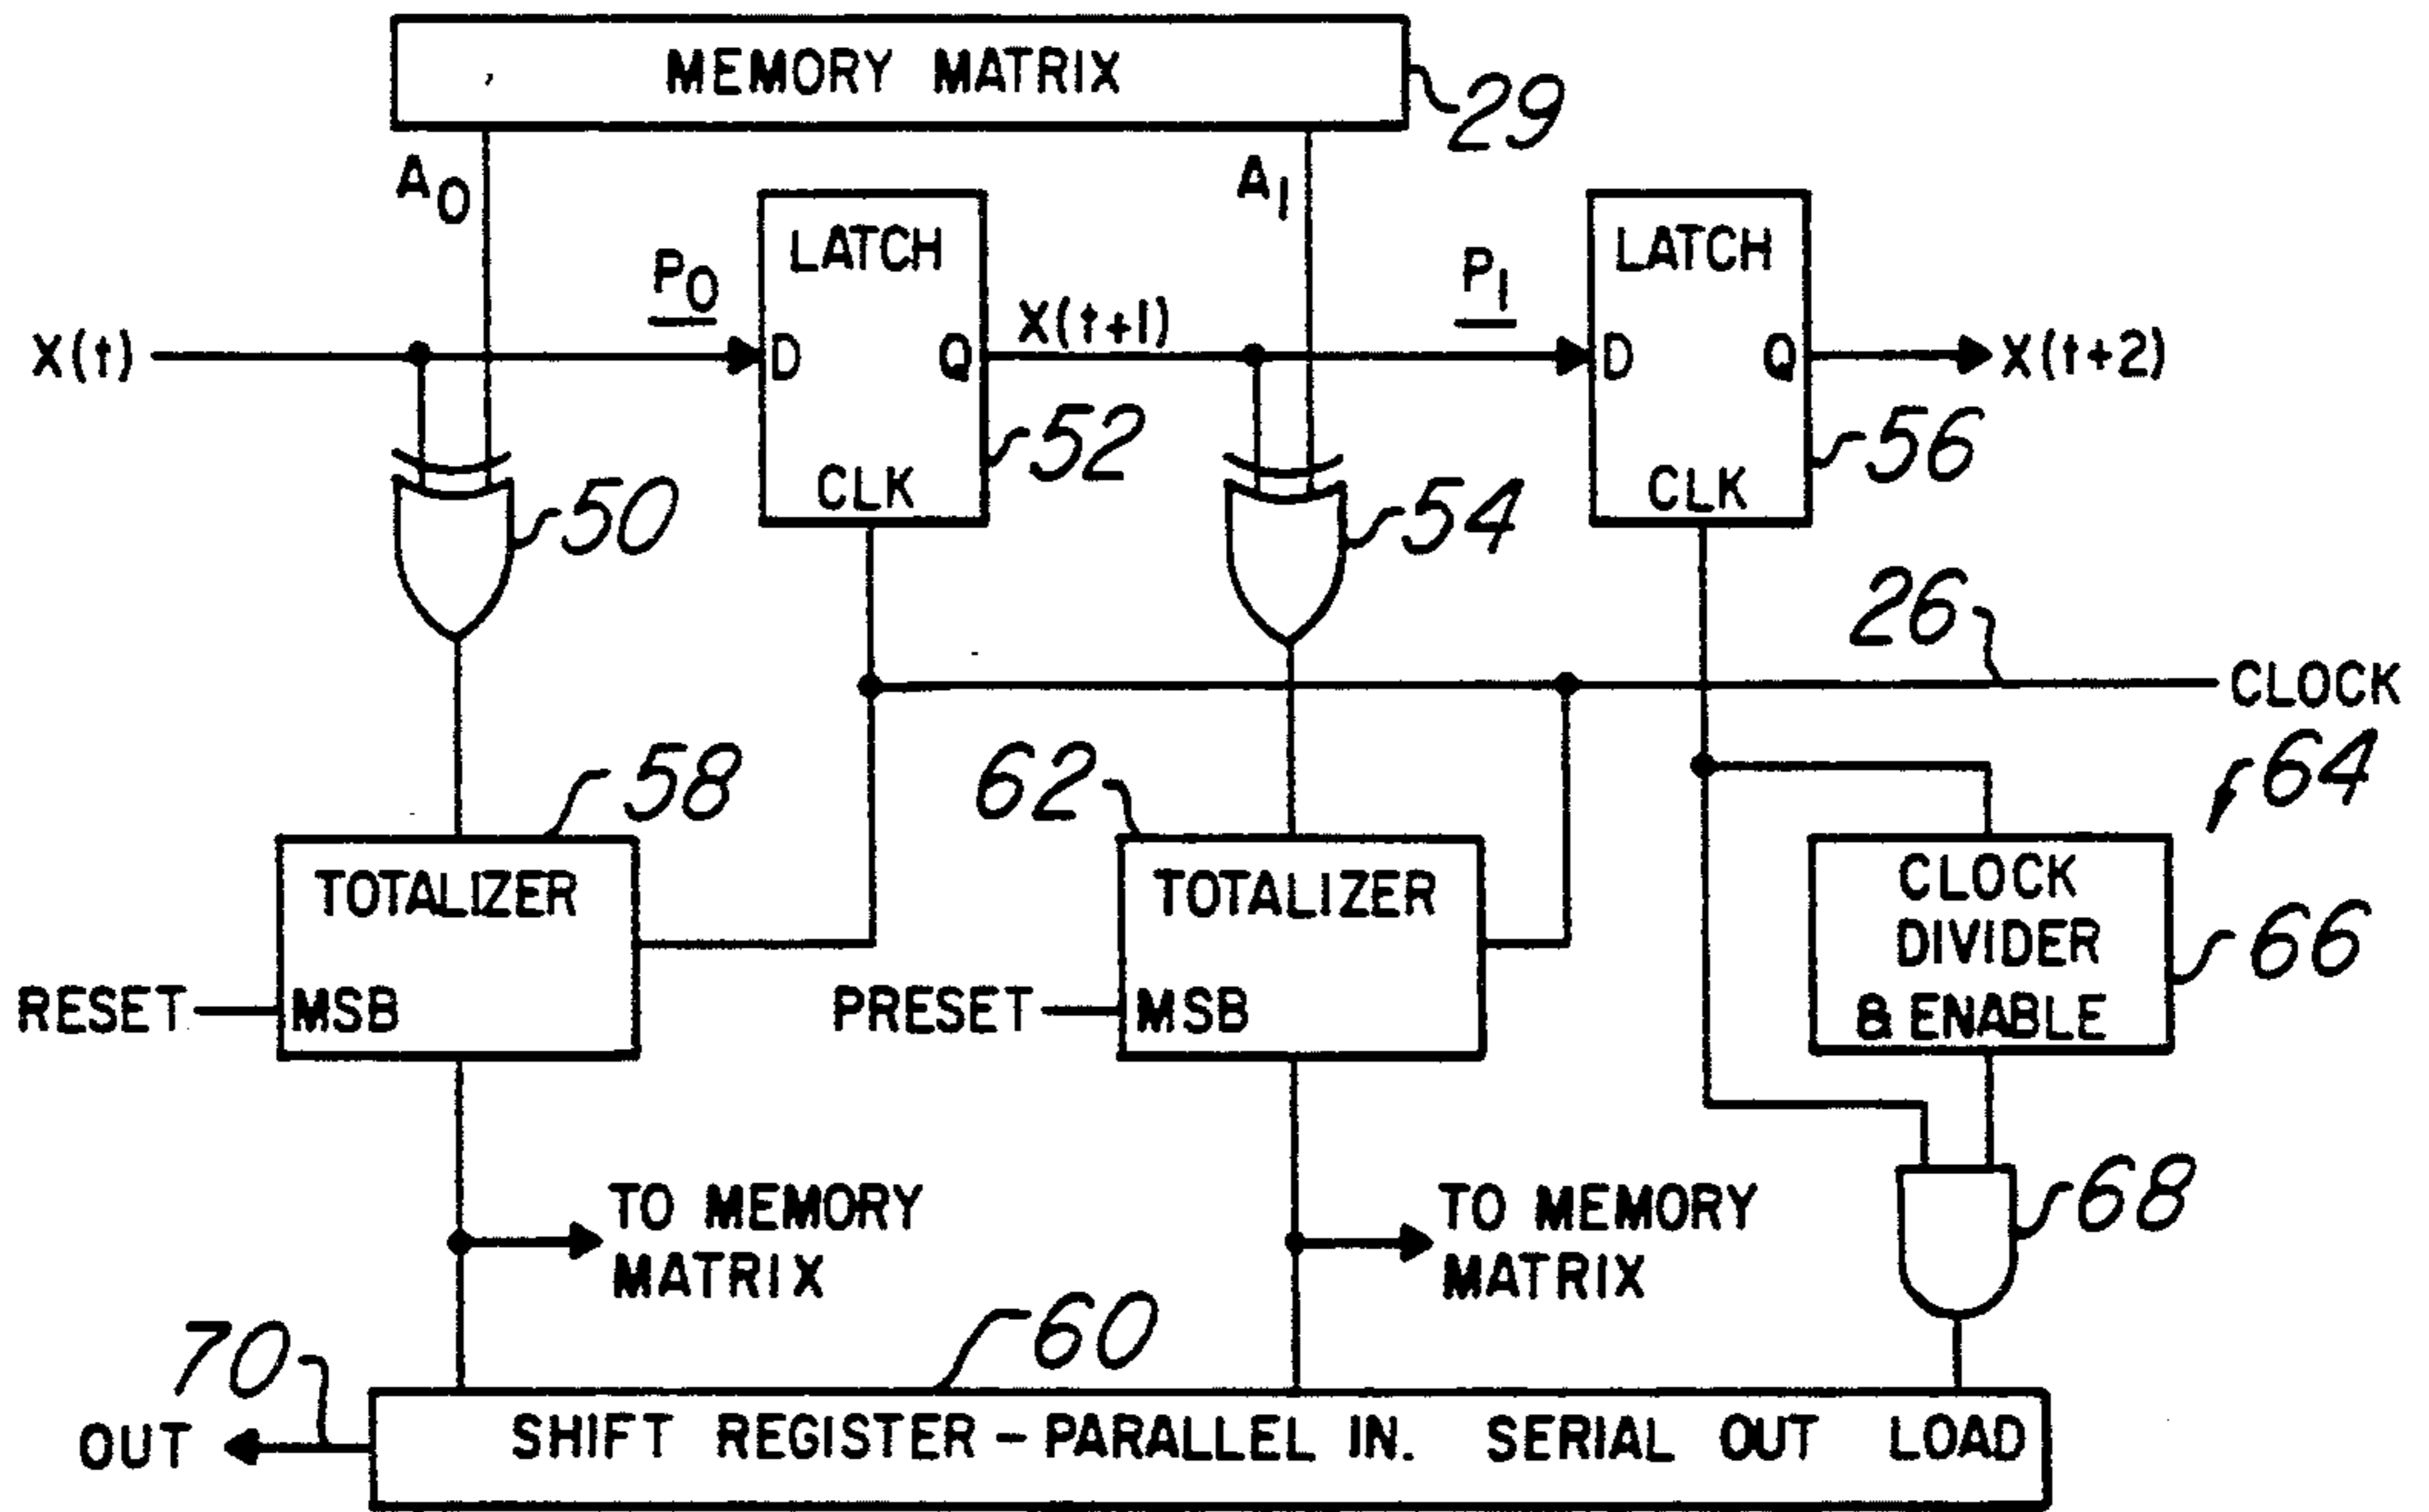 MEMORY MATRIX
29
A0
A1
LATCH
LATCH
P0
P1
X(t)
D
Q
X(t+1)
D
Q
X(t+2)
52
56
CLK
CLK
50
54
26
CLOCK
58
62
64
TOTALIZER
TOTALIZER
CLOCK
DIVIDER
& ENABLE
66
RESET
MSB
PRESET
MSB
TO MEMORY
MATRIX
TO MEMORY
MATRIX
68
70
60
OUT
SHIFT REGISTER – PARALLEL IN. SERIAL OUT LOAD